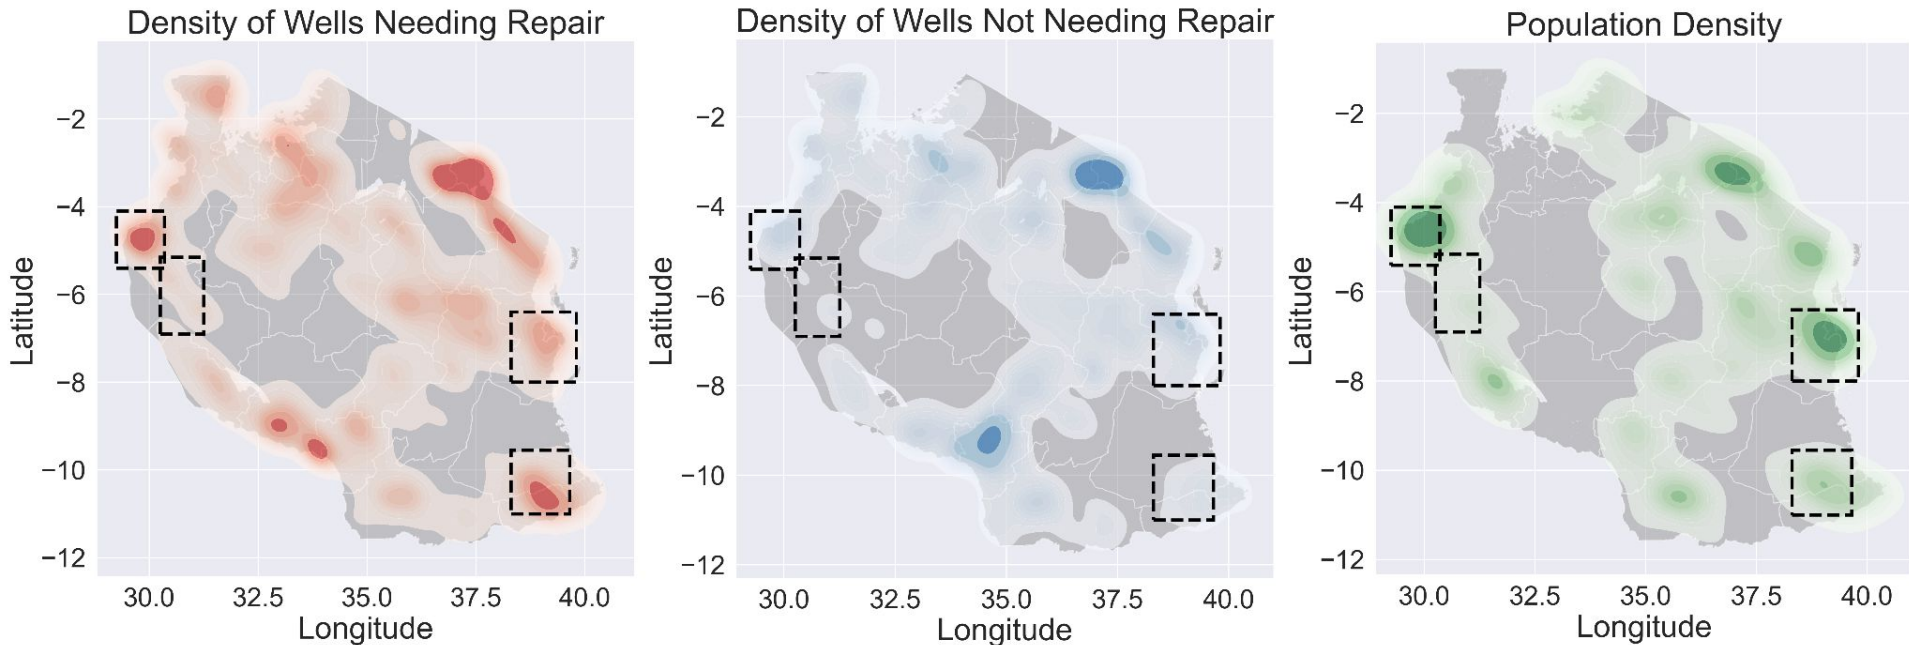 Density of Wells Needing Repair
−2
−4
−6
−8
−10
−12
Latitude
30.0 32.5 35.0 37.5 40.0
Longitude
Density of Wells Not Needing Repair
−2
−4
−6
−8
−10
−12
Latitude
30.0 32.5 35.0 37.5 40.0
Longitude
Population Density
−2
−4
−6
−8
−10
−12
Latitude
30.0 32.5 35.0 37.5 40.0
Longitude